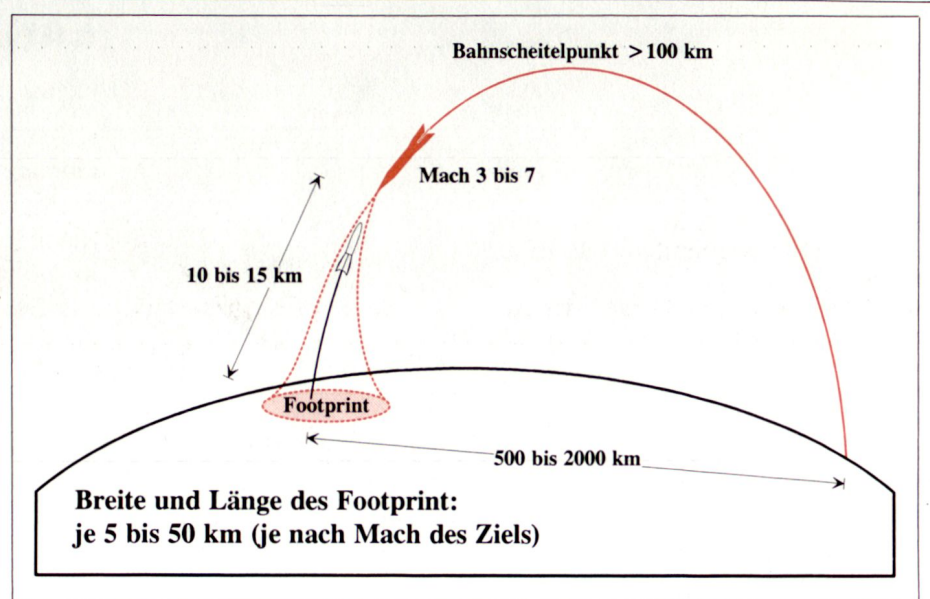 Bahnscheitelpunkt >100 km
Mach 3 bis 7
10 bis 15 km
Footprint
500 bis 2000 km
Breite und Länge des Footprint:
je 5 bis 50 km (je nach Mach des Ziels)